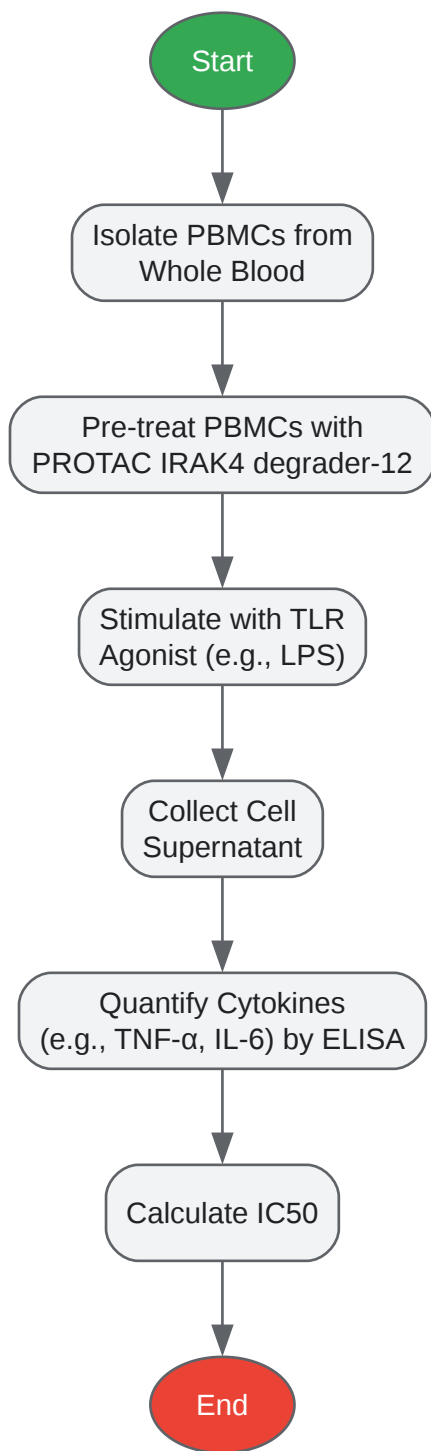 Start
Isolate PBMCs from
Whole Blood
Pre-treat PBMCs with
PROTAC IRAK4 degrader-12
Stimulate with TLR
Agonist (e.g., LPS)
Collect Cell
Supernatant
Quantify Cytokines
(e.g., TNF-α, IL-6) by ELISA
Calculate IC50
End